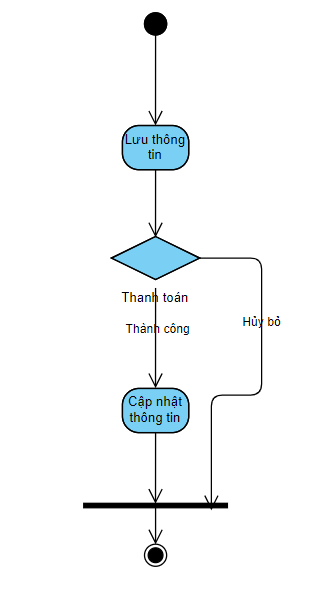 Lưu thông
tin
Thanh toán
Thành công
Hủy bỏ
Cập nhật
thông tin